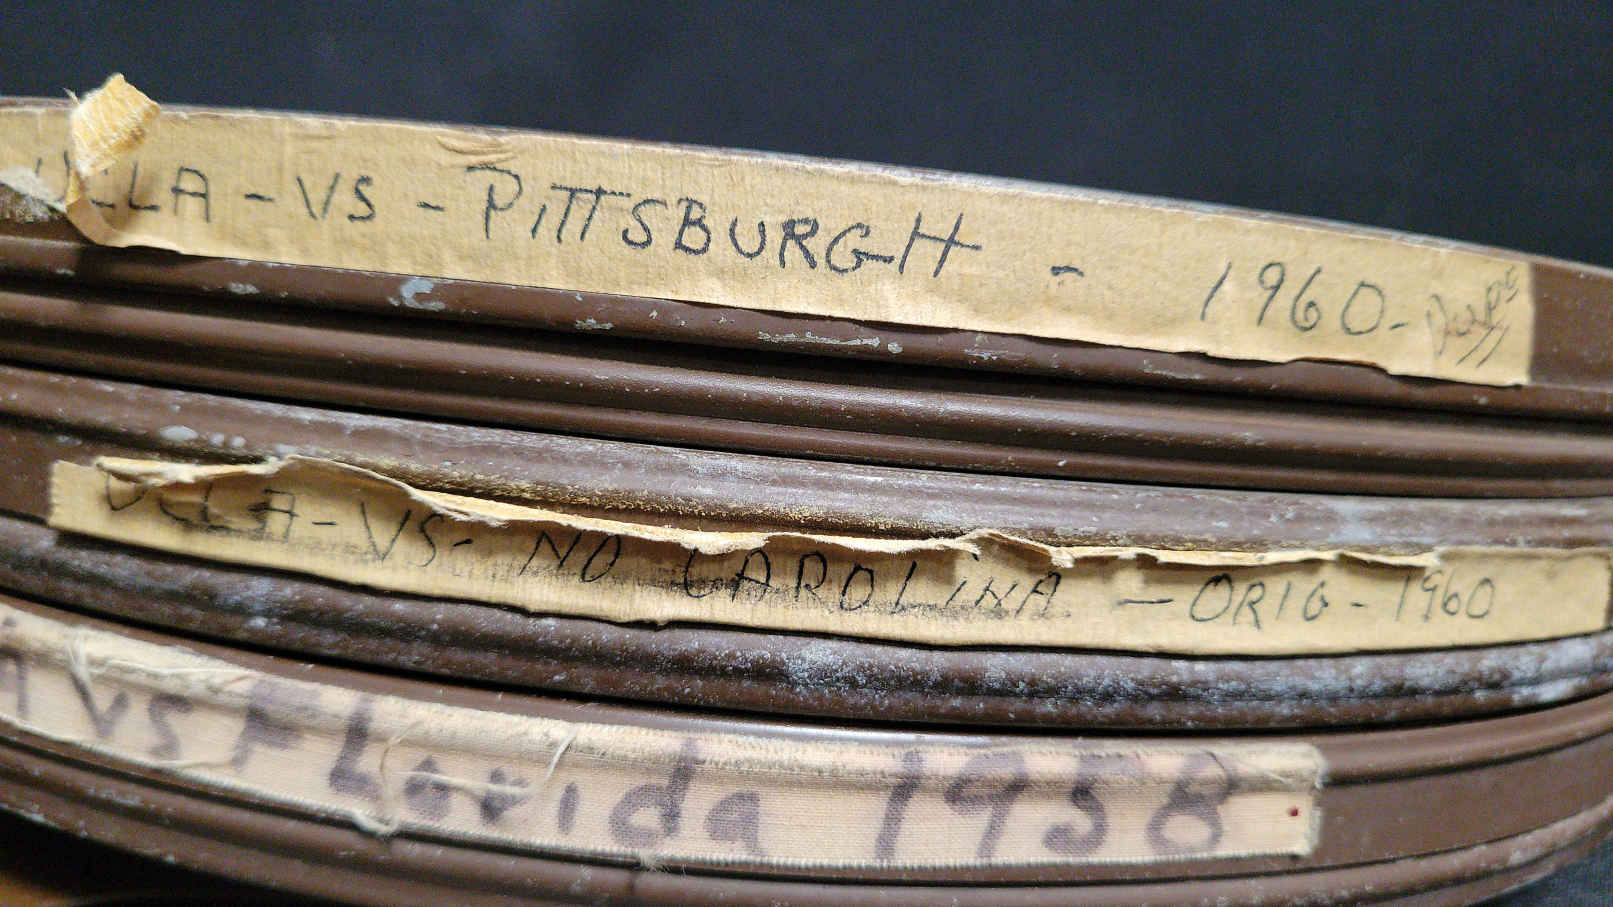 UCLA - VS - PITTSBURGH - 1960 - DUPE
UCLA - VS - NO CAROLINA - ORIG - 1960
VS FLorida 1958